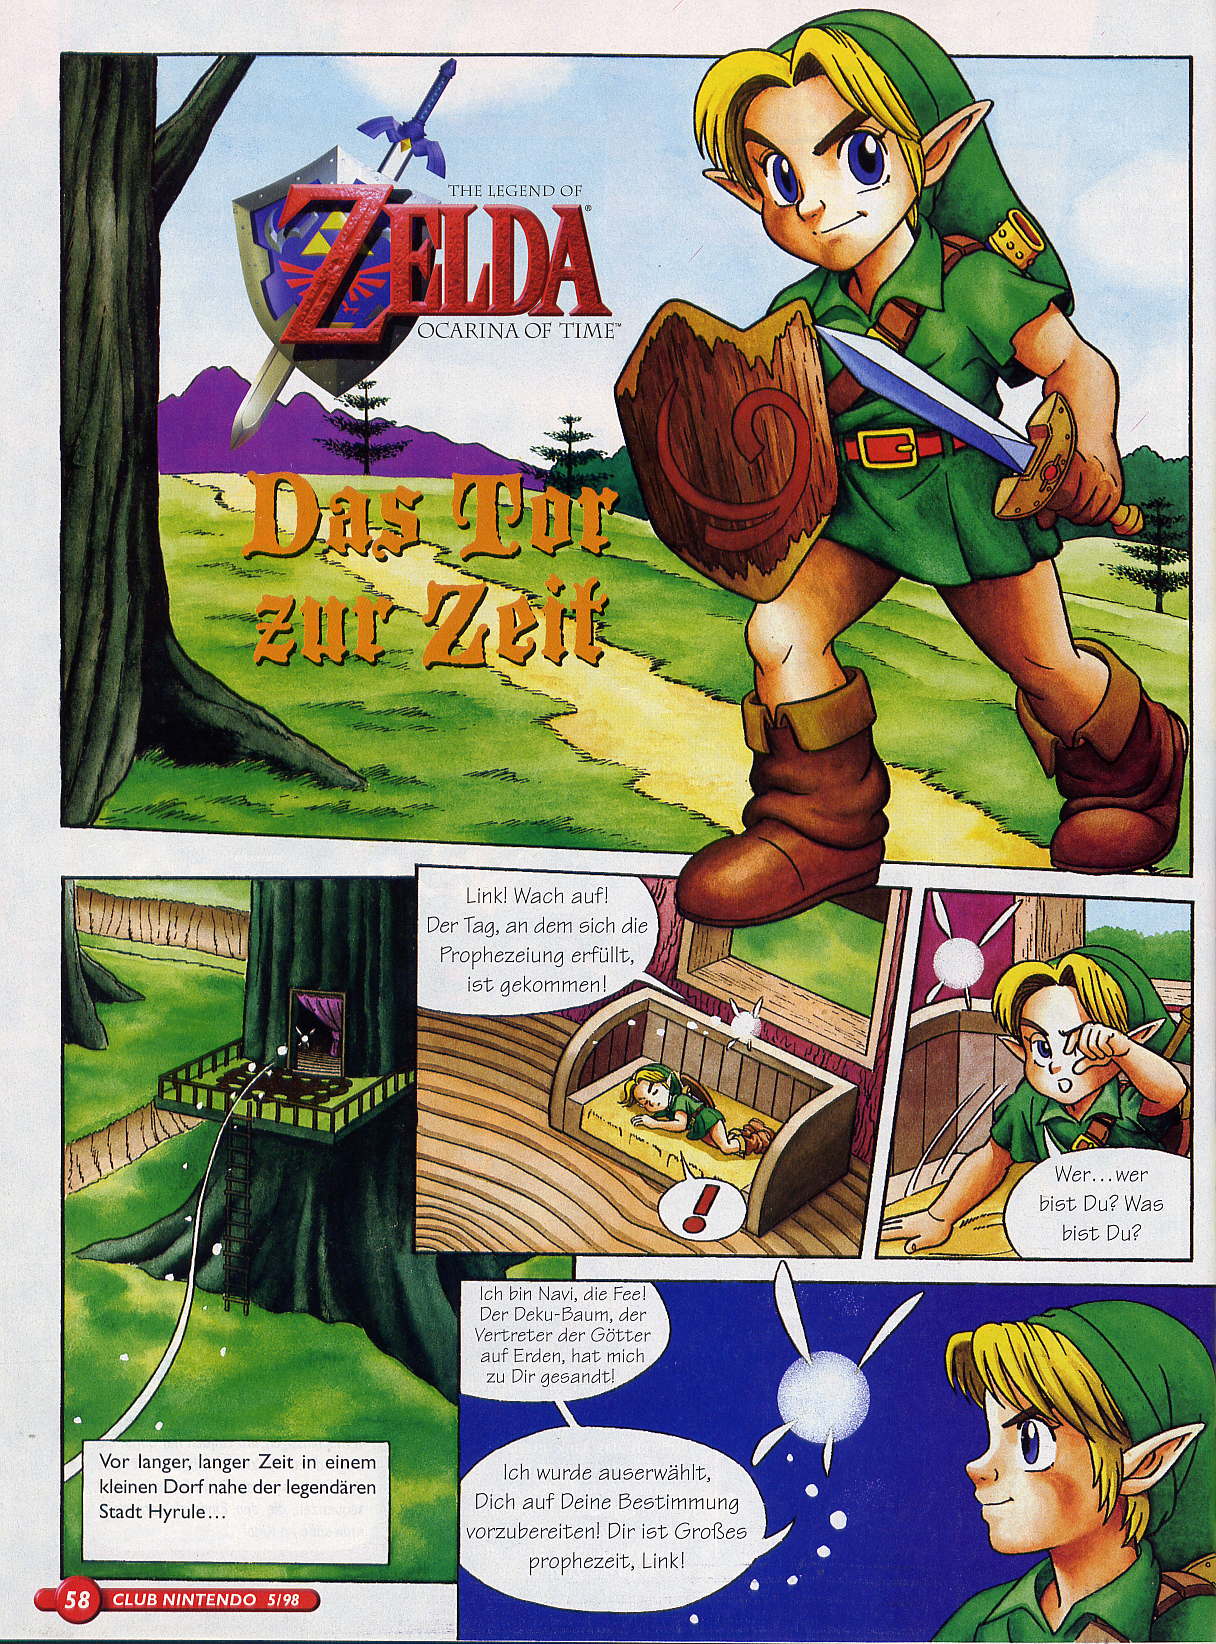 THE LEGEND OF
ZELDA®
OCARINA OF TIME™
Das Tor
zur Zeit
Link! Wach auf!
Der Tag, an dem sich die
Prophezeiung erfüllt,
ist gekommen!
!
Wer...wer
bist Du? Was
bist Du?
Vor langer, langer Zeit in einem
kleinen Dorf nahe der legendären
Stadt Hyrule...
Ich bin Navi, die Fee!
Der Deku-Baum, der
Vertreter der Götter
auf Erden, hat mich
zu Dir gesandt!
Ich wurde auserwählt,
Dich auf Deine Bestimmung
vorzubereiten! Dir ist Großes
prophezeit, Link!
58 CLUB NINTENDO 5/98